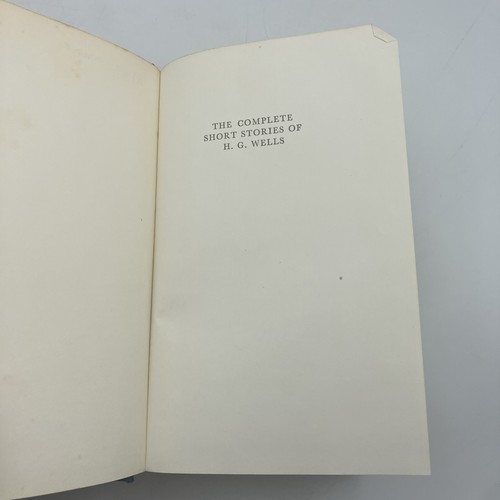 THE COMPLETE
SHORT STORIES OF
H. G. WELLS